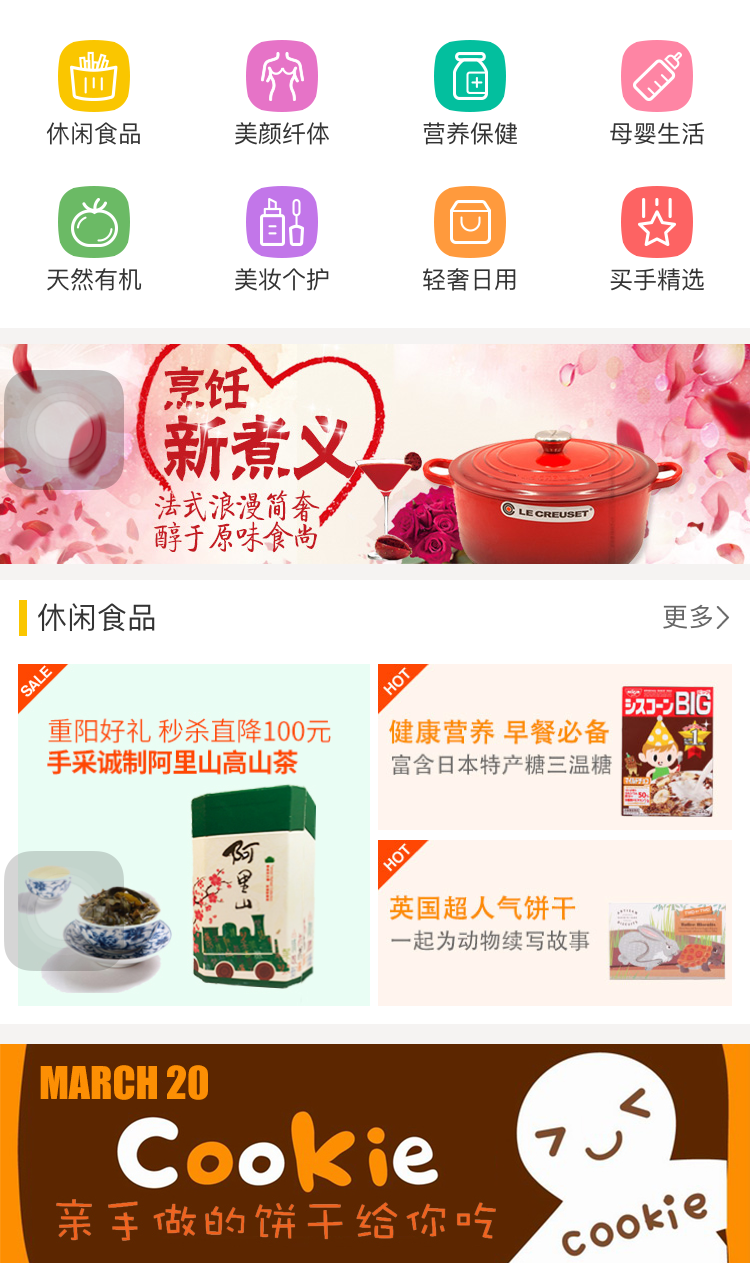 休闲食品 美颜纤体 营养保健 母婴生活
天然有机 美妆个护 轻奢日用 买手精选
烹饪
新煮义
法式浪漫简奢
醇于原味食尚
LE CREUSET
休闲食品 更多
SALE
重阳好礼 秒杀直降100元
手采诚制阿里山高山茶
阿里山
HOT
健康营养 早餐必备
富含日本特产糖三温糖
シスコーンBIG
HOT
英国超人气饼干
一起为动物续写故事
MARCH 20
Cookie
亲手做的饼干给你吃
cookie